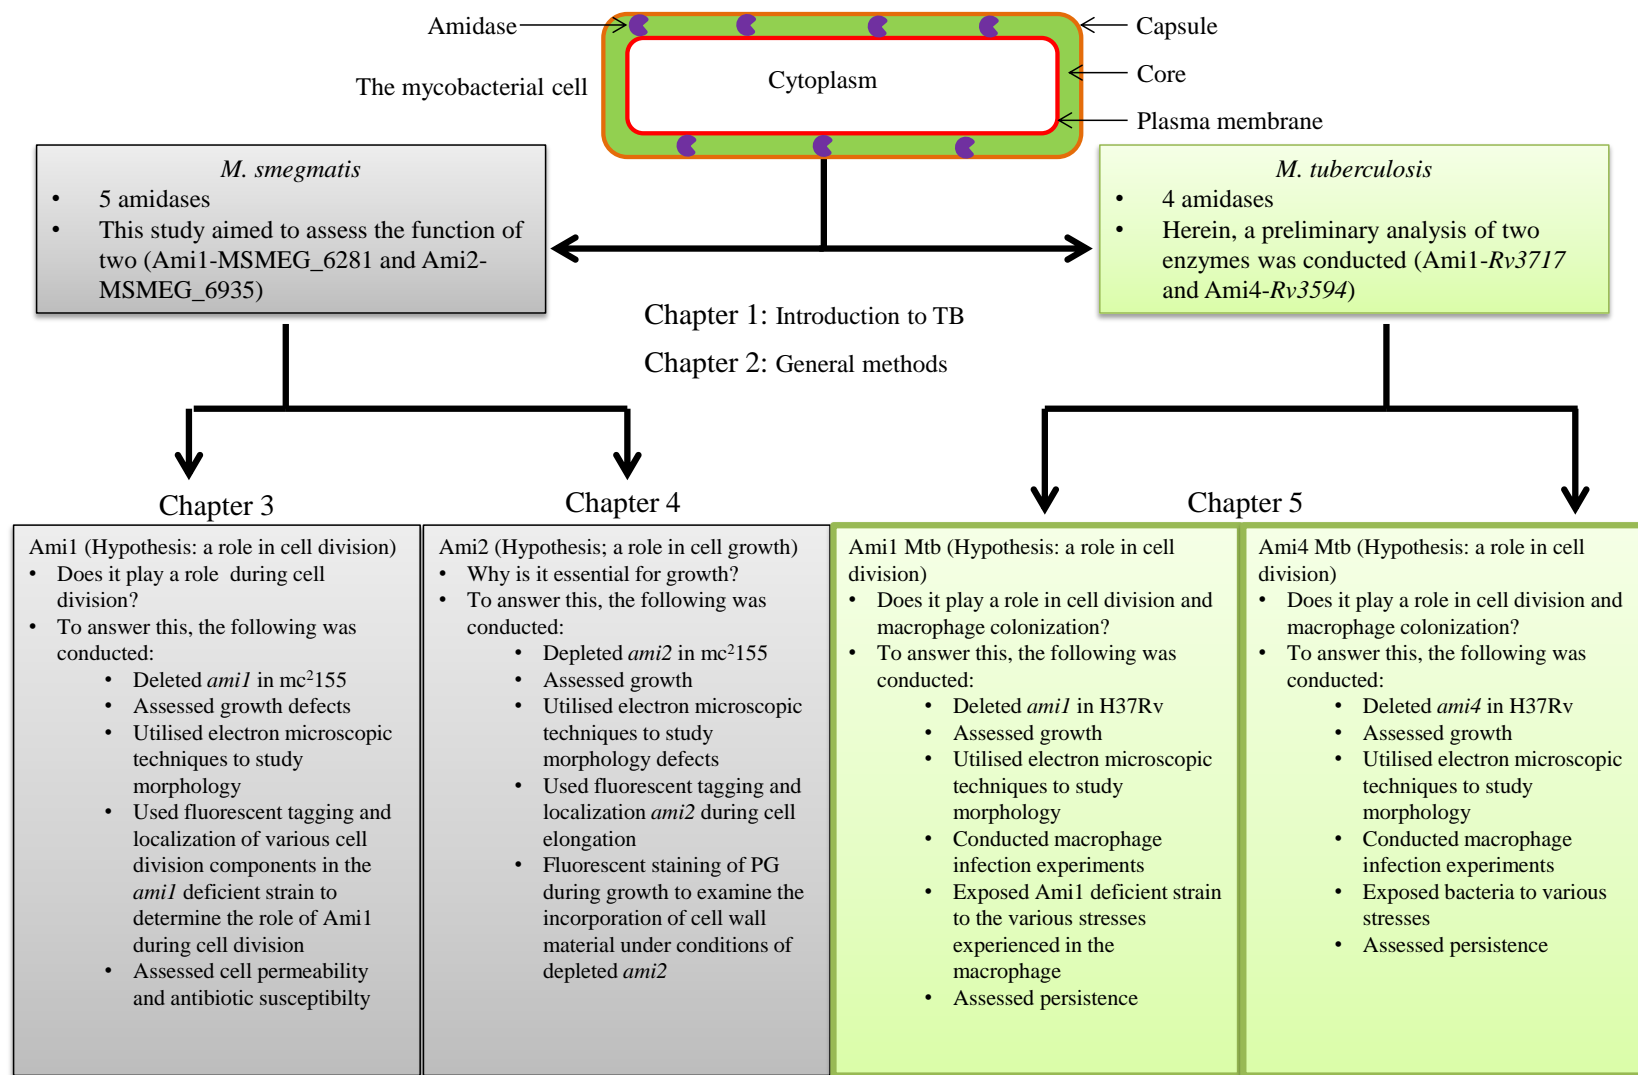 Amidase
Capsule
The mycobacterial cell
Cytoplasm
Core
Plasma membrane
M. smegmatis
• 5 amidases
• This study aimed to assess the function of
two (Ami1-MSMEG_6281 and Ami2-
MSMEG_6935)
M. tuberculosis
• 4 amidases
• Herein, a preliminary analysis of two
enzymes was conducted (Ami1-Rv3717
and Ami4-Rv3594)
Chapter 1: Introduction to TB
Chapter 2: General methods
Chapter 3
Ami1 (Hypothesis: a role in cell division)
• Does it play a role during cell
division?
• To answer this, the following was
conducted:
• Deleted ami1 in mc²155
• Assessed growth defects
• Utilised electron microscopic
techniques to study
morphology
• Used fluorescent tagging and
localization of various cell
division components in the
ami1 deficient strain to
determine the role of Ami1
during cell division
• Assessed cell permeability
and antibiotic susceptibilty
Chapter 4
Ami2 (Hypothesis; a role in cell growth)
• Why is it essential for growth?
• To answer this, the following was
conducted:
• Depleted ami2 in mc²155
• Assessed growth
• Utilised electron microscopic
techniques to study
morphology defects
• Used fluorescent tagging and
localization ami2 during cell
elongation
• Fluorescent staining of PG
during growth to examine the
incorporation of cell wall
material under conditions of
depleted ami2
Chapter 5
Ami1 Mtb (Hypothesis: a role in cell
division)
• Does it play a role in cell division and
macrophage colonization?
• To answer this, the following was
conducted:
• Deleted ami1 in H37Rv
• Assessed growth
• Utilised electron microscopic
techniques to study
morphology
• Conducted macrophage
infection experiments
• Exposed Ami1 deficient strain
to the various stresses
experienced in the
macrophage
• Assessed persistence
Ami4 Mtb (Hypothesis: a role in cell
division)
• Does it play a role in cell division and
macrophage colonization?
• To answer this, the following was
conducted:
• Deleted ami4 in H37Rv
• Assessed growth
• Utilised electron microscopic
techniques to study
morphology
• Conducted macrophage
infection experiments
• Exposed bacteria to various
stresses
• Assessed persistence